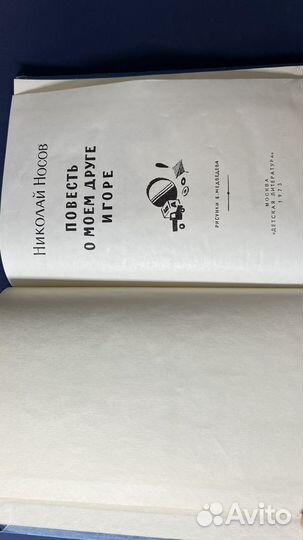 Николай Носов
ПОВЕСТЬ
О МОЕМ ДРУГЕ
ИГОРЕ
РИСУНКИ Е. МЕДВЕДЕВА
МОСКВА
«ДЕТСКАЯ ЛИТЕРАТУРА»
1973
Avito